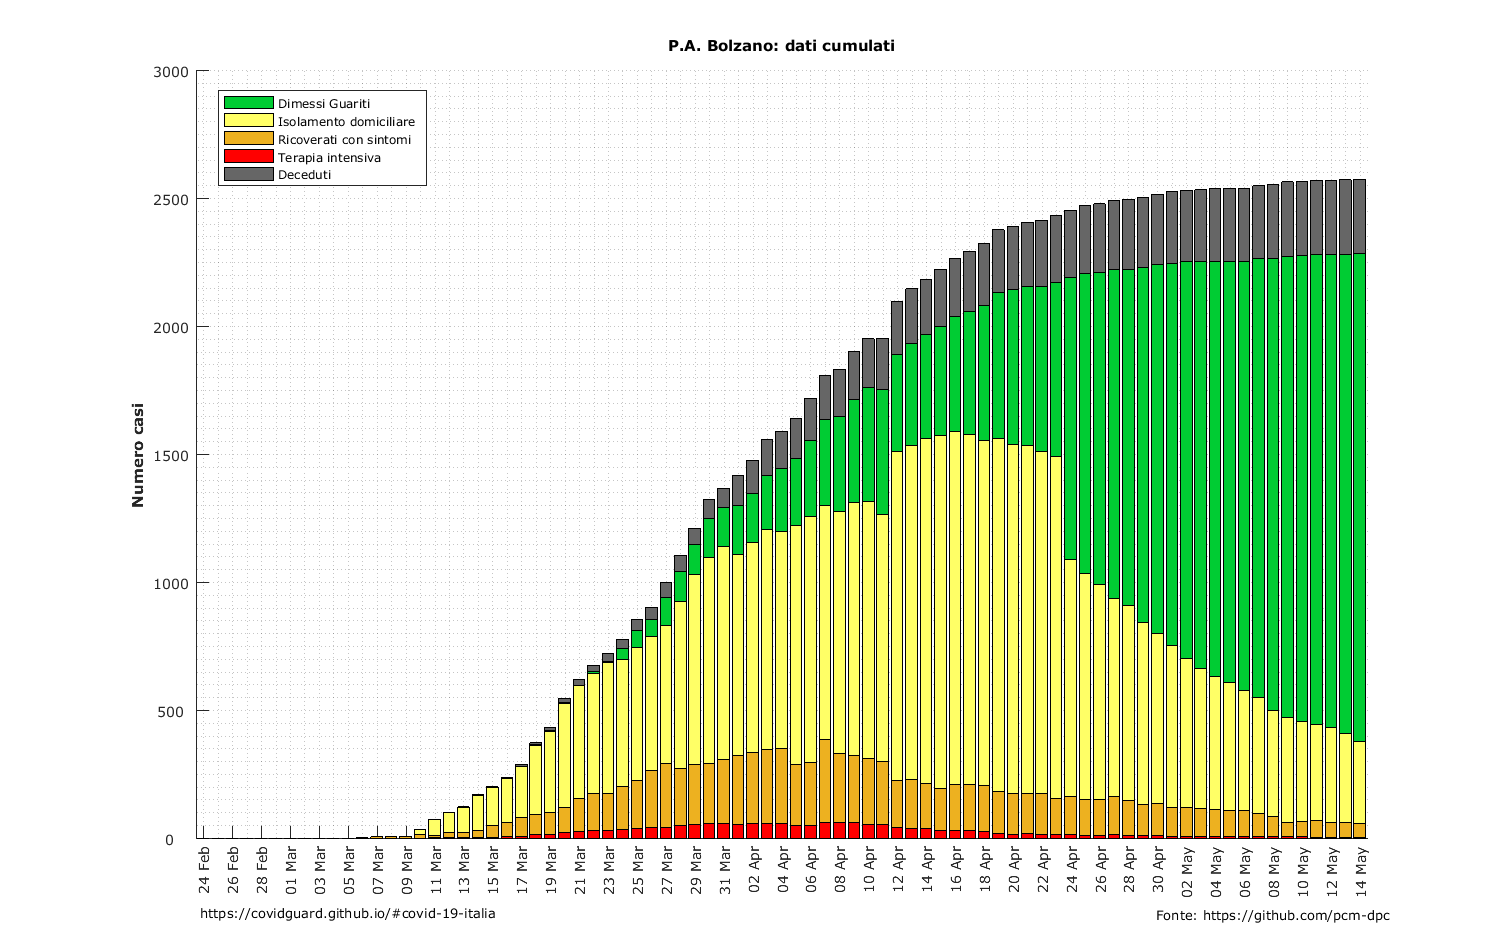 P.A. Bolzano: dati cumulati
3000
2500
2000
1500
1000
500
0
Numero casi
Dimessi Guariti
Isolamento domiciliare
Ricoverati con sintomi
Terapia intensiva
Deceduti
24 Feb
26 Feb
28 Feb
01 Mar
03 Mar
05 Mar
07 Mar
09 Mar
11 Mar
13 Mar
15 Mar
17 Mar
19 Mar
21 Mar
23 Mar
25 Mar
27 Mar
29 Mar
31 Mar
02 Apr
04 Apr
06 Apr
08 Apr
10 Apr
12 Apr
14 Apr
16 Apr
18 Apr
20 Apr
22 Apr
24 Apr
26 Apr
28 Apr
30 Apr
02 May
04 May
06 May
08 May
10 May
12 May
14 May
https://covidguard.github.io/#covid-19-italia
Fonte: https://github.com/pcm-dpc